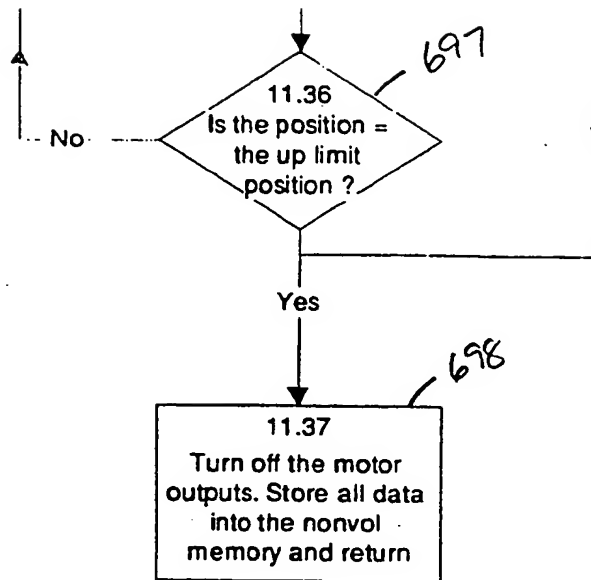 697
11.36
Is the position =
the up limit
position ?
No
Yes
698
11.37
Turn off the motor
outputs. Store all data
into the nonvol
memory and return